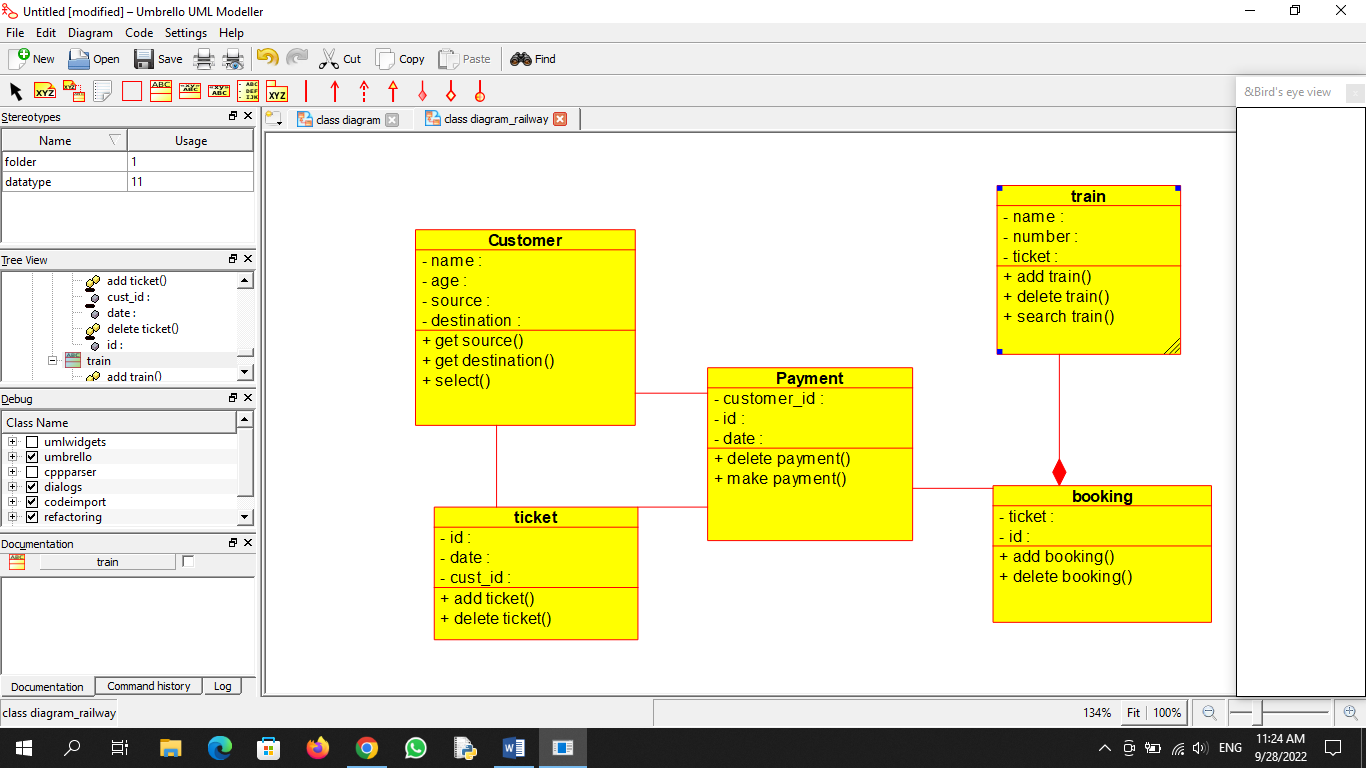 Untitled [modified] – Umbrello UML Modeller
File Edit Diagram Code Settings Help
New Open Save Cut Copy Paste Find
&Bird's eye view
Stereotypes
class diagram class diagram_railway
Name Usage
folder 1
datatype 11
Tree View
add ticket()
cust_id :
date :
delete ticket()
id :
train
add train()
Debug
Class Name
umlwidgets
umbrello
cppparser
dialogs
codeimport
refactoring
Documentation
train
Documentation Command history Log
Customer
- name :
- age :
- source :
- destination :
+ get source()
+ get destination()
+ select()
train
- name :
- number :
- ticket :
+ add train()
+ delete train()
+ search train()
Payment
- customer_id :
- id :
- date :
+ delete payment()
+ make payment()
ticket
- id :
- date :
- cust_id :
+ add ticket()
+ delete ticket()
booking
- ticket :
- id :
+ add booking()
+ delete booking()
class diagram_railway 134% Fit 100%
ENG 11:24 AM
9/28/2022